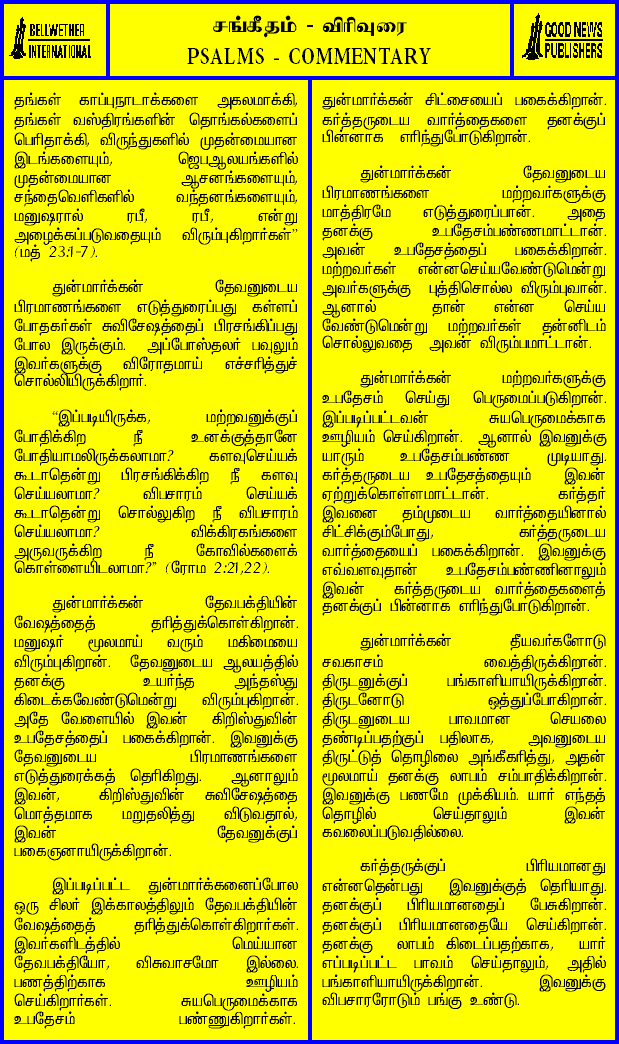 BELLWETHER
INTERNATIONAL
சங்கீதம் - விரிவுரை
PSALMS - COMMENTARY
GOOD NEWS
PUBLISHERS
தங்கள் காப்புநாடாக்களை அகலமாக்கி,
தங்கள் வஸ்திரங்களின் தொங்கல்களைப்
பெரிதாக்கி, விருந்துகளில் முதன்மையான
இடங்களையும், ஜெபஆலயங்களில்
முதன்மையான ஆசனங்களையும்,
சந்தைவெளிகளில் வந்தனங்களையும்,
மனுஷரால் ரபீ, ரபீ, என்று
அழைக்கப்படுவதையும் விரும்புகிறார்கள்"
(மத் 23:1-7).
துன்மார்க்கன் தேவனுடைய
பிரமாணங்களை எடுத்துரைப்பது கள்ளப்
போதகர்கள் சுவிசேஷத்தைப் பிரசங்கிப்பது
போல இருக்கும். அப்போஸ்தலர் பவுலும்
இவர்களுக்கு விரோதமாய் எச்சரித்துச்
சொல்லியிருக்கிறார்.
"இப்படியிருக்க, மற்றவனுக்குப்
போதிக்கிற நீ உனக்குத்தானே
போதியாமலிருக்கலாமா? களவுசெய்யக்
கூடாதென்று பிரசங்கிக்கிற நீ களவு
செய்யலாமா? விபசாரம் செய்யக்
கூடாதென்று சொல்லுகிற நீ விபசாரம்
செய்யலாமா? விக்கிரகங்களை
அருவருக்கிற நீ கோவில்களைக்
கொள்ளையிடலாமா?" (ரோம 2:21,22).
துன்மார்க்கன் தேவபக்தியின்
வேஷத்தைத் தரித்துக்கொள்கிறான்.
மனுஷர் மூலமாய் வரும் மகிமையை
விரும்புகிறான். தேவனுடைய ஆலயத்தில்
தனக்கு உயர்ந்த அந்தஸ்து
கிடைக்கவேண்டுமென்று விரும்புகிறான்.
அதே வேளையில் இவன் கிறிஸ்துவின்
உபதேசத்தைப் பகைக்கிறான். இவனுக்கு
தேவனுடைய பிரமாணங்களை
எடுத்துரைக்கத் தெரிகிறது. ஆனாலும்
இவன், கிறிஸ்துவின் சுவிசேஷத்தை
மொத்தமாக மறுதலித்து விடுவதால்,
இவன் தேவனுக்குப்
பகைஞனாயிருக்கிறான்.
இப்படிப்பட்ட துன்மார்க்கனைப்போல
ஒரு சிலர் இக்காலத்திலும் தேவபக்தியின்
வேஷத்தைத் தரித்துக்கொள்கிறார்கள்.
இவர்களிடத்தில் மெய்யான
தேவபக்தியோ, விசுவாசமோ இல்லை.
பணத்திற்காக ஊழியம்
செய்கிறார்கள். சுயபெருமைக்காக
உபதேசம் பண்ணுகிறார்கள்.
துன்மார்க்கன் சிட்சையைப் பகைக்கிறான்.
கர்த்தருடைய வார்த்தைகளை தனக்குப்
பின்னாக எரிந்துபோடுகிறான்.
துன்மார்க்கன் தேவனுடைய
பிரமாணங்களை மற்றவர்களுக்கு
மாத்திரமே எடுத்துரைப்பான். அதை
தனக்கு உபதேசம்பண்ணமாட்டான்.
அவன் உபதேசத்தைப் பகைக்கிறான்.
மற்றவர்கள் என்னசெய்யவேண்டுமென்று
அவர்களுக்கு புத்திசொல்ல விரும்புவான்.
ஆனால் தான் என்ன செய்ய
வேண்டுமென்று மற்றவர்கள் தன்னிடம்
சொல்லுவதை அவன் விரும்பமாட்டான்.
துன்மார்க்கன் மற்றவர்களுக்கு
உபதேசம் செய்து பெருமைப்படுகிறான்.
இப்படிப்பட்டவன் சுயபெருமைக்காக
ஊழியம் செய்கிறான். ஆனால் இவனுக்கு
யாரும் உபதேசம்பண்ண முடியாது.
கர்த்தருடைய உபதேசத்தையும் இவன்
ஏற்றுக்கொள்ளமாட்டான். கர்த்தர்
இவனை தம்முடைய வார்த்தையினால்
சிட்சிக்கும்போது, கர்த்தருடைய
வார்த்தையைப் பகைக்கிறான். இவனுக்கு
எவ்வளவுதான் உபதேசம்பண்ணினாலும்
இவன் கர்த்தருடைய வார்த்தைகளைத்
தனக்குப் பின்னாக எரிந்துபோடுகிறான்.
துன்மார்க்கன் தீயவர்களோடு
சவகாசம் வைத்திருக்கிறான்.
திருடனுக்குப் பங்காளியாயிருக்கிறான்.
திருடனோடு ஒத்துப்போகிறான்.
திருடனுடைய பாவமான செயலை
தண்டிப்பதற்குப் பதிலாக, அவனுடைய
திருட்டுத் தொழிலை அங்கீகரித்து, அதன்
மூலமாய் தனக்கு லாபம் சம்பாதிக்கிறான்.
இவனுக்கு பணமே முக்கியம். யார் எந்தத்
தொழில் செய்தாலும் இவன்
கவலைப்படுவதில்லை.
கர்த்தருக்குப் பிரியமானது
என்னதென்பது இவனுக்குத் தெரியாது.
தனக்குப் பிரியமானதைப் பேசுகிறான்.
தனக்குப் பிரியமானதையே செய்கிறான்.
தனக்கு லாபம் கிடைப்பதற்காக, யார்
எப்படிப்பட்ட பாவம் செய்தாலும், அதில்
பங்காளியாயிருக்கிறான். இவனுக்கு
விபசாரரோடும் பங்கு உண்டு.